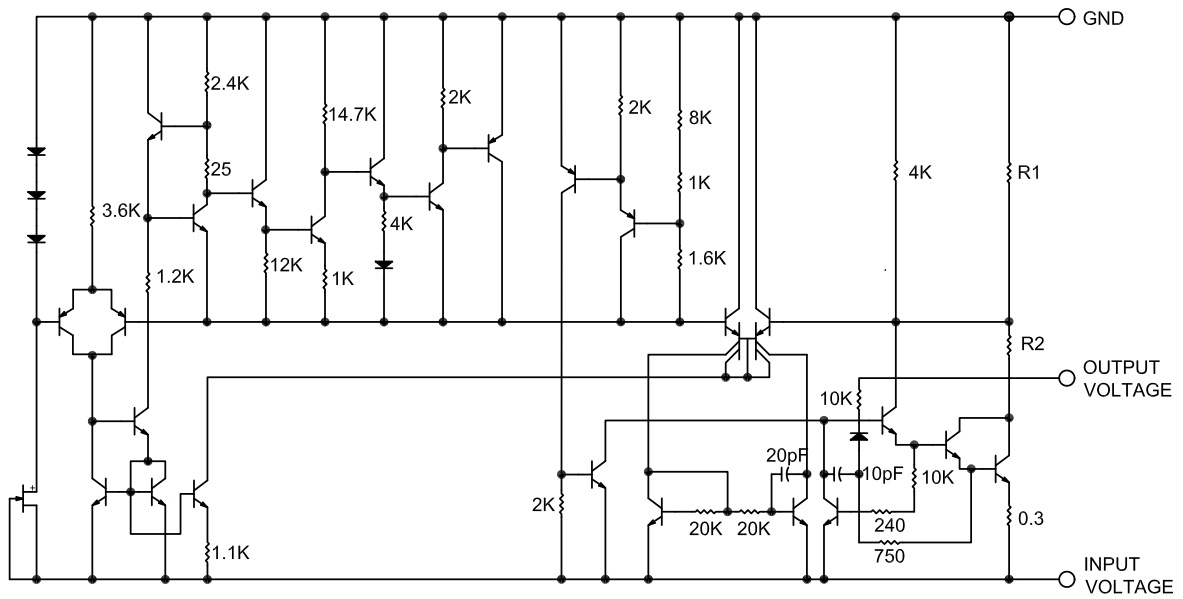 GND
2.4K
14.7K
2K
2K
8K
25
1K
4K
R1
3.6K
4K
1.2K
12K
1K
1.6K
R2
OUTPUT
VOLTAGE
10K
20pF
10pF
10K
2K
20K
20K
240
0.3
1.1K
750
INPUT
VOLTAGE
+